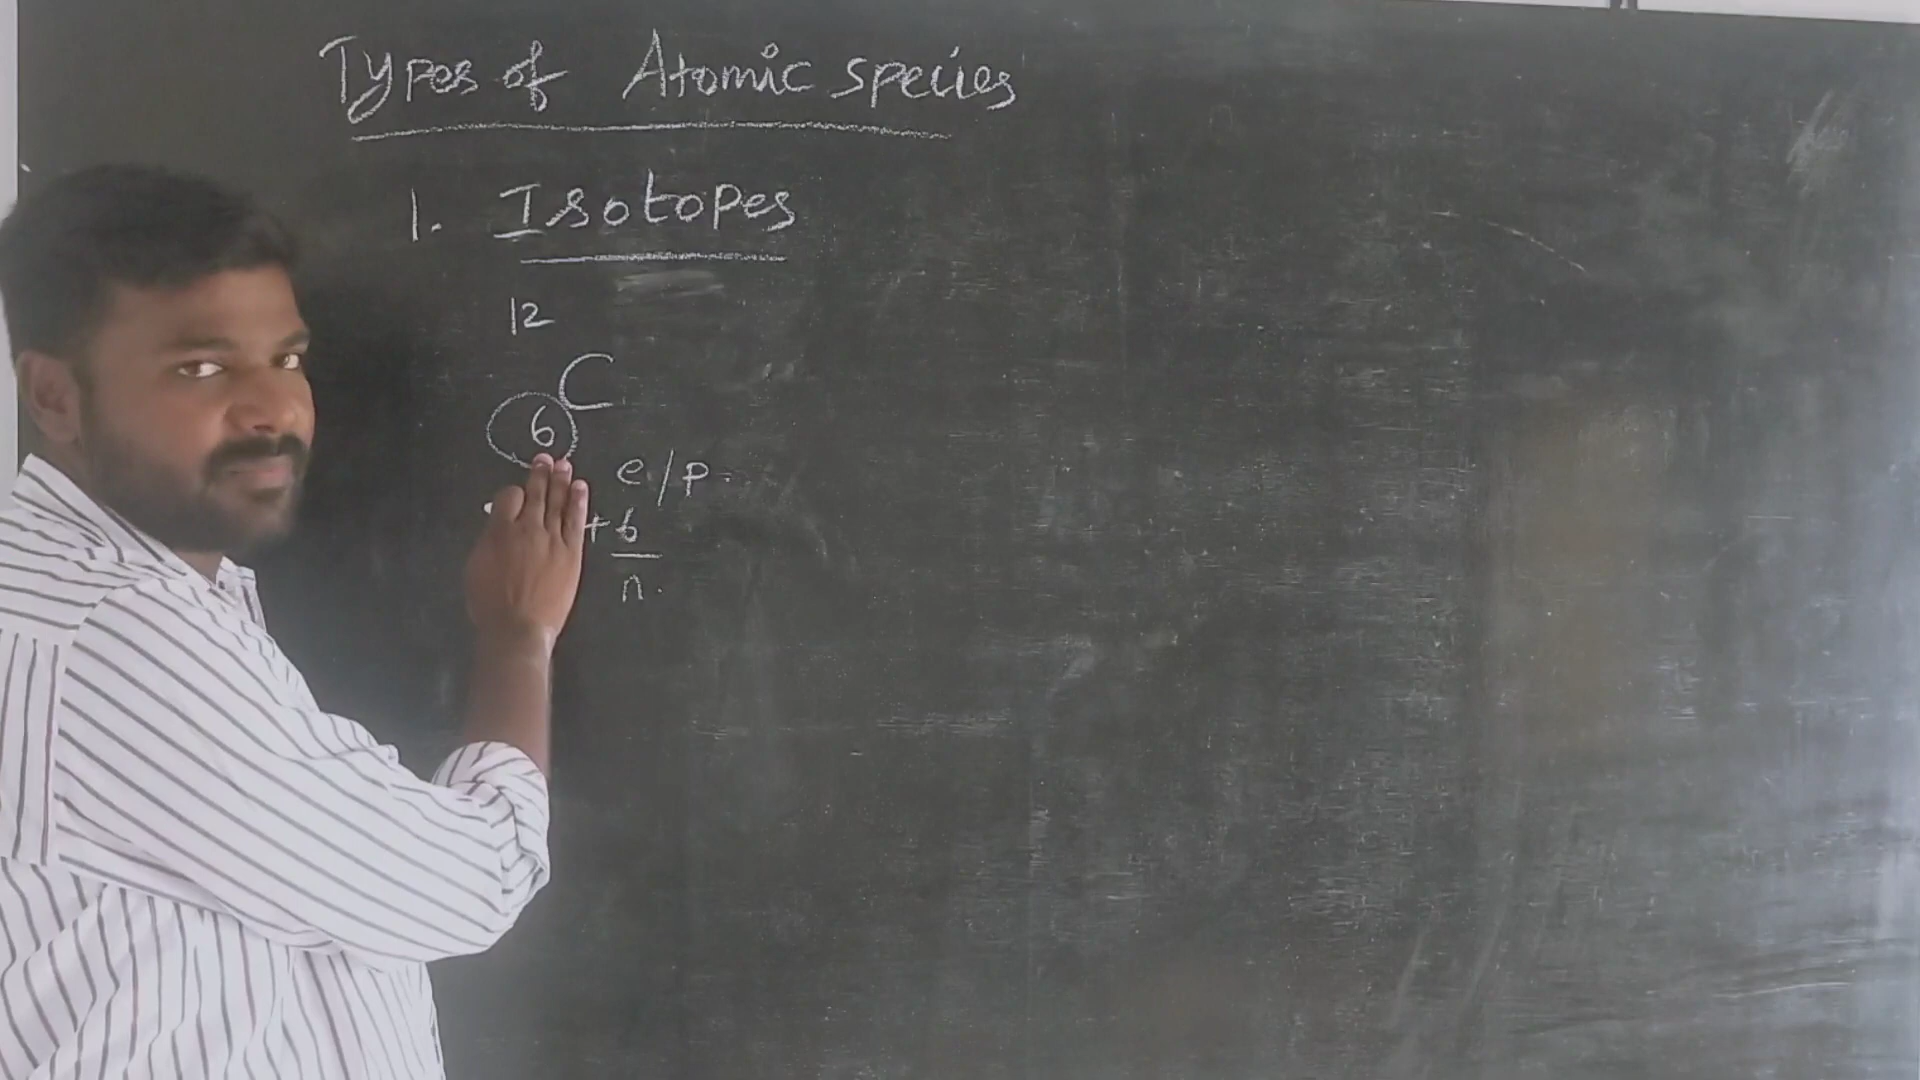 Types of Atomic species
1. Isotopes
12
C
6
e/p
+6
n.